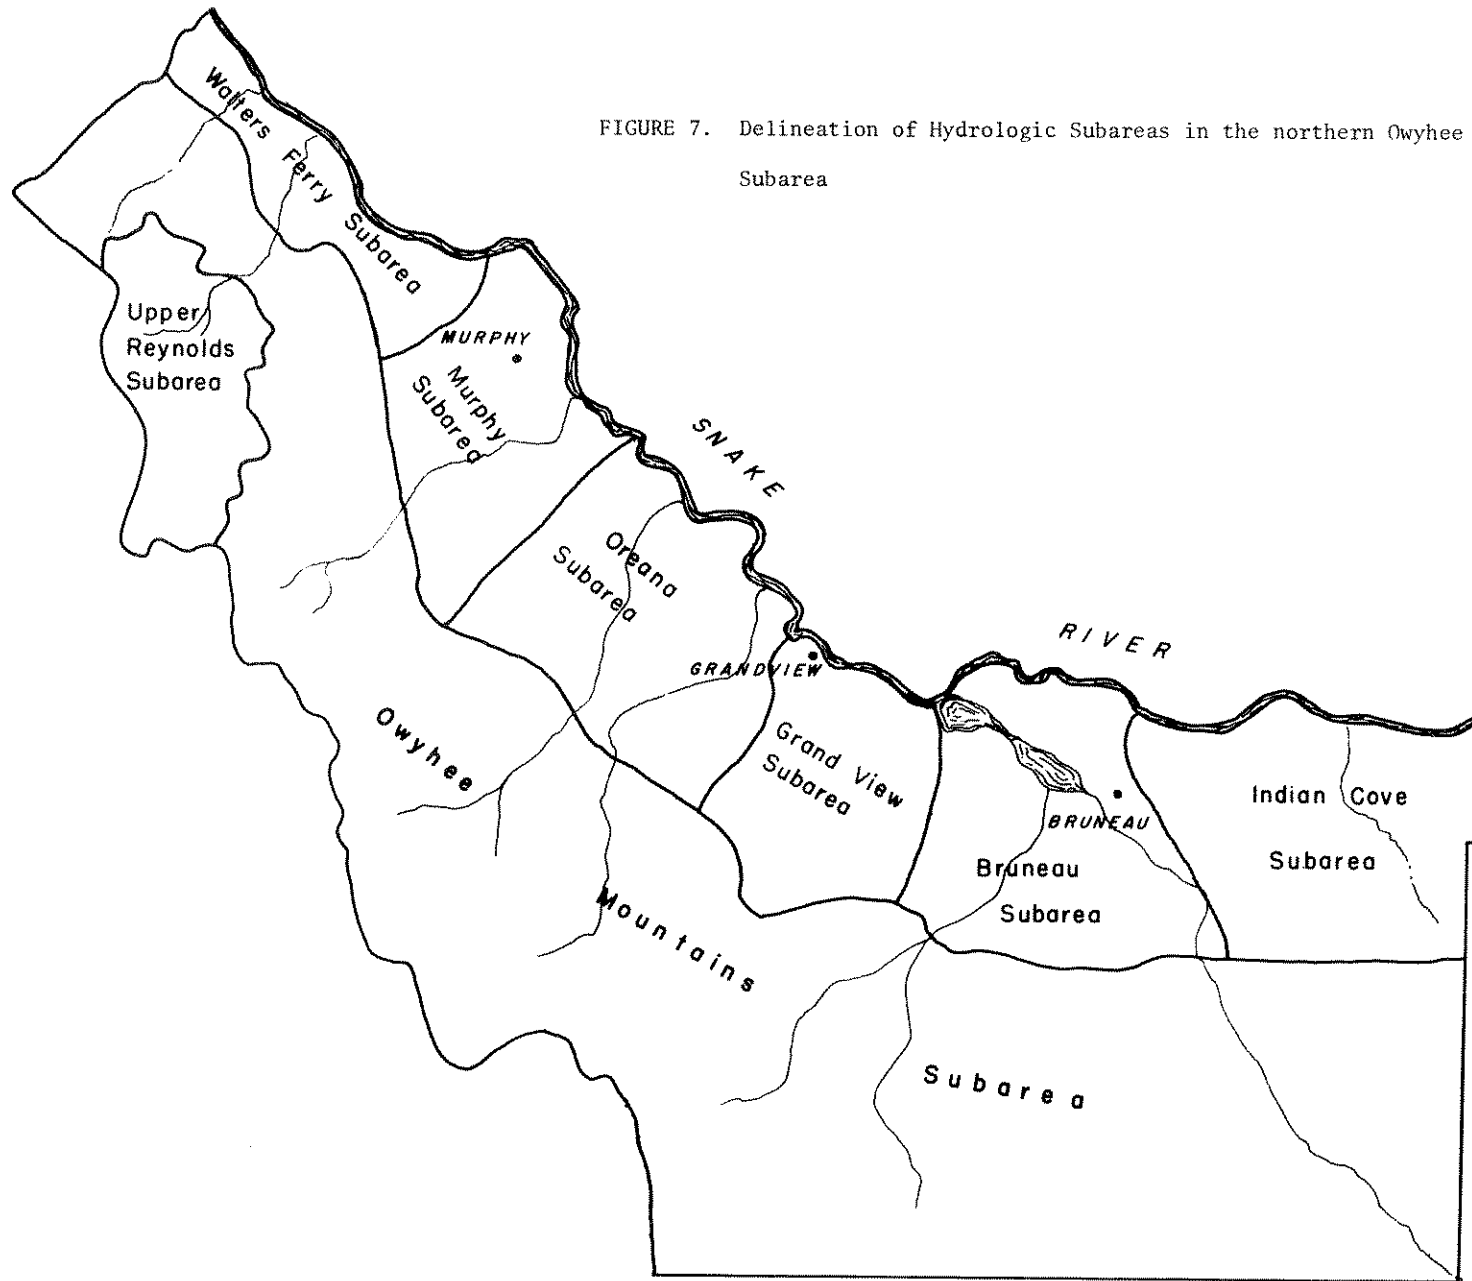 FIGURE 7. Delineation of Hydrologic Subareas in the northern Owyhee
Subarea
Walters Ferry Subarea
Upper
Reynolds
Subarea
MURPHY
Murphy
Subarea
SNAKE RIVER
Oreana
Subarea
GRANDVIEW
Grand View
Subarea
BRUNEAU
Bruneau
Subarea
Indian Cove
Subarea
Owyhee Mountains Subarea